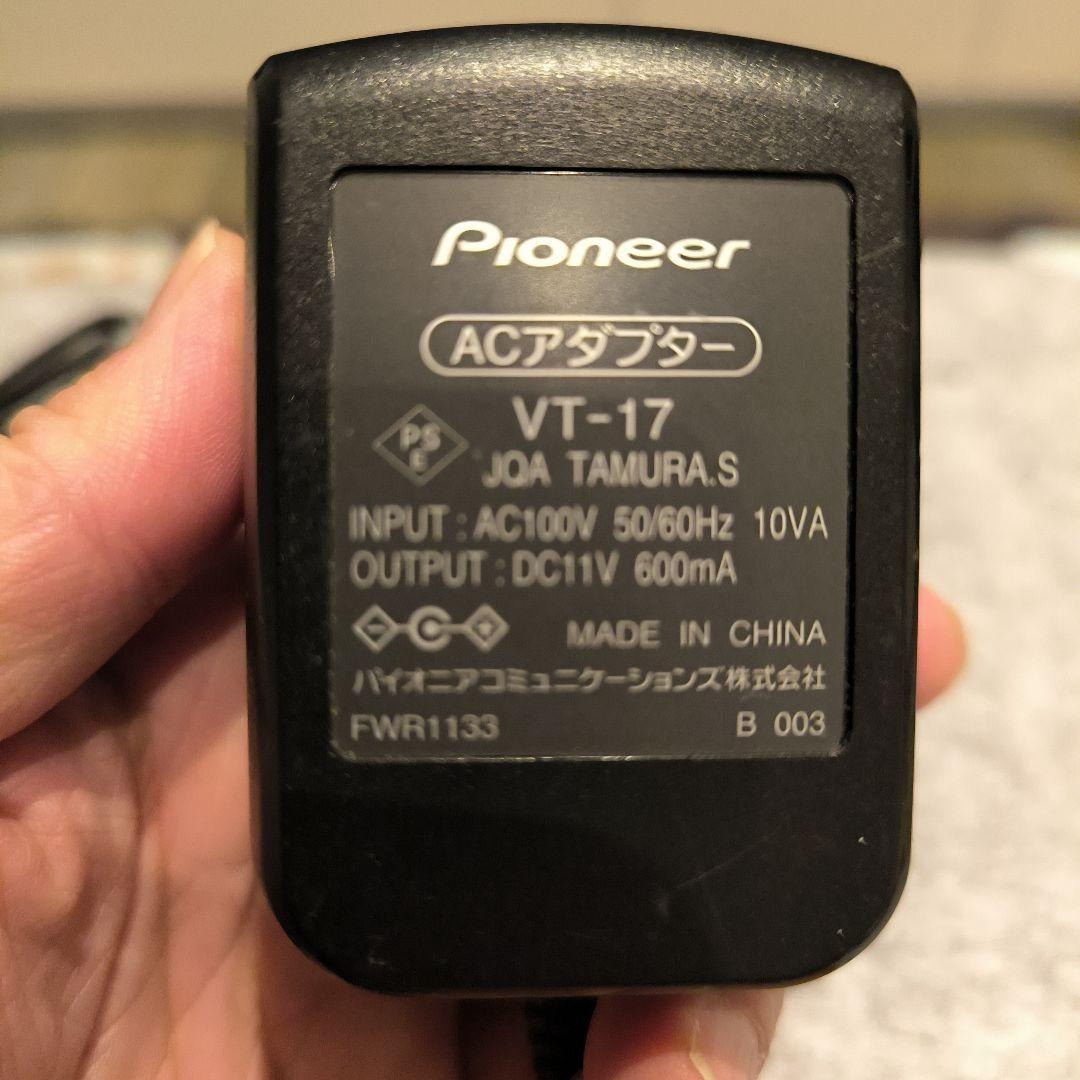 Pioneer
ACアダプター
VT-17
PS
E
JQA TAMURA.S
INPUT : AC100V 50/60Hz 10VA
OUTPUT : DC11V 600mA
MADE IN CHINA
パイオニアコミュニケーションズ株式会社
FWR1133 B 003